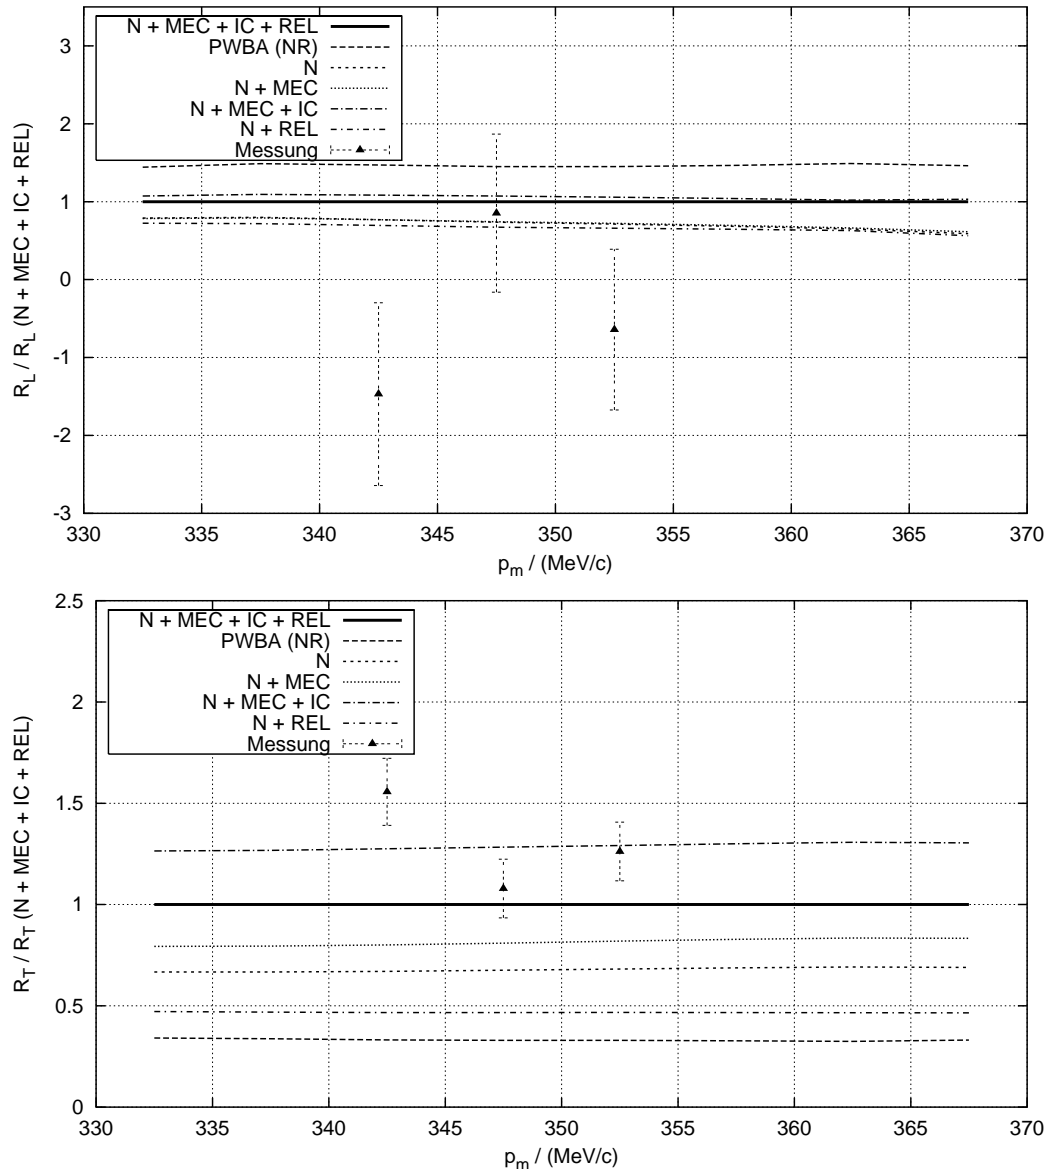 N + MEC + IC + REL
PWBA (NR)
N
N + MEC
N + MEC + IC
N + REL
Messung
3
2
1
0
-1
-2
-3
R_L / R_L (N + MEC + IC + REL)
330 335 340 345 350 355 360 365 370
p_m / (MeV/c)
N + MEC + IC + REL
PWBA (NR)
N
N + MEC
N + MEC + IC
N + REL
Messung
2.5
2
1.5
1
0.5
0
R_T / R_T (N + MEC + IC + REL)
330 335 340 345 350 355 360 365 370
p_m / (MeV/c)